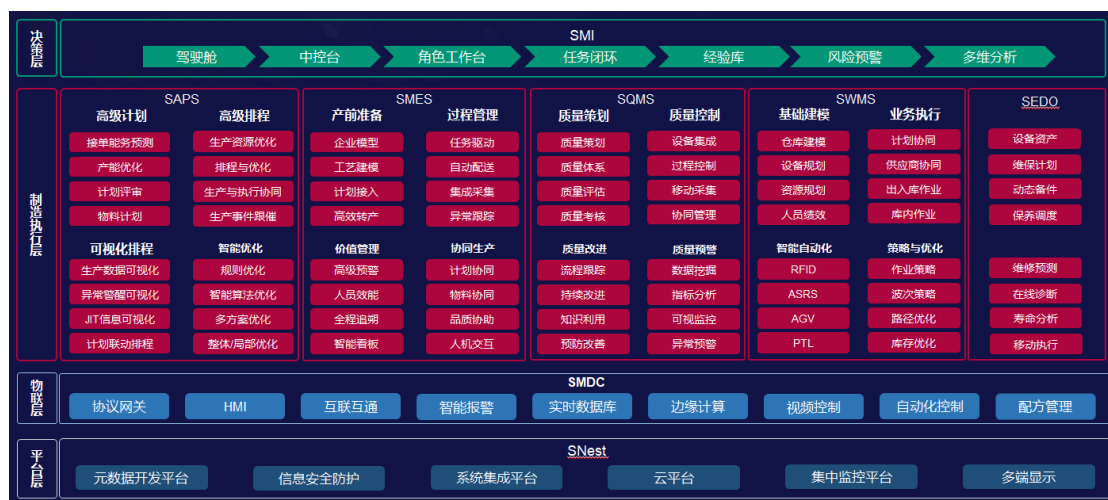 决策层
SMI
驾驶舱 中控台 角色工作台 任务闭环 经验库 风险预警 多维分析
制造执行层
SAPS SMES SQMS SWMS SEDO
高级计划 高级排程 产前准备 过程管理 质量策划 质量控制 基础建模 业务执行
接单能务预测 生产资源优化 企业模型 任务驱动 质量策划 设备集成 仓库建模 计划协同 设备资产
产能优化 排程与优化 工艺建模 自动配送 质量体系 过程控制 设备规划 供应商协同 维保计划
计划评审 生产与执行协同 计划接入 集成采集 质量评估 移动采集 资源规划 出入库作业 动态备件
物料计划 生产事件跟催 高效转产 异常跟踪 质量考核 协同管理 人员绩效 库内作业 保养调度
可视化排程 智能优化 价值管理 协同生产 质量改进 质量预警 智能自动化 策略与优化
生产数据可视化 规则优化 高级预警 计划协同 流程跟踪 数据挖掘 RFID 作业策略 维修预测
异常警醒可视化 智能算法优化 人员效能 物料协同 持续改进 指标分析 ASRS 波次策略 在线诊断
JIT信息可视化 多方案优化 全程追朔 品质协助 知识利用 可视监控 AGV 路径优化 寿命分析
计划联动排程 整体/局部优化 智能看板 人机交互 预防改善 异常预警 PTL 库存优化 移动执行
物联层
SMDC
协议网关 HMI 互联互通 智能报警 实时数据库 边缘计算 视频控制 自动化控制 配方管理
平台层
SNest
元数据开发平台 信息安全防护 系统集成平台 云平台 集中监控平台 多端显示